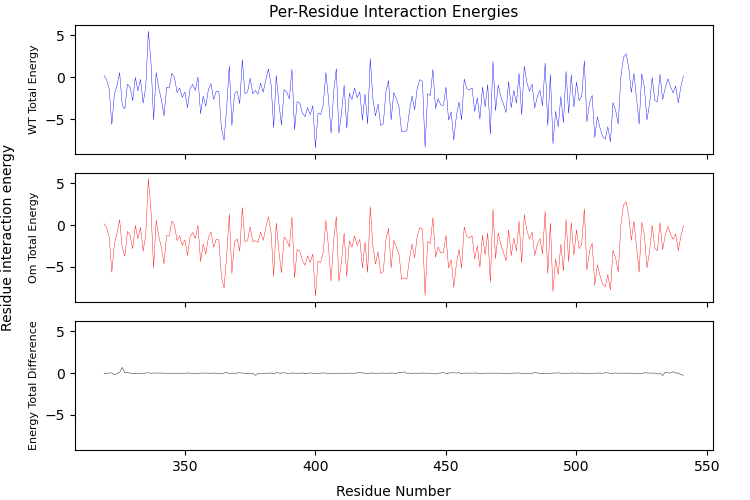 Per-Residue Interaction Energies
Residue interaction energy
WT Total Energy
5
0
−5
Om Total Energy
5
0
−5
Energy Total Difference
5
0
−5
350 400 450 500 550
Residue Number